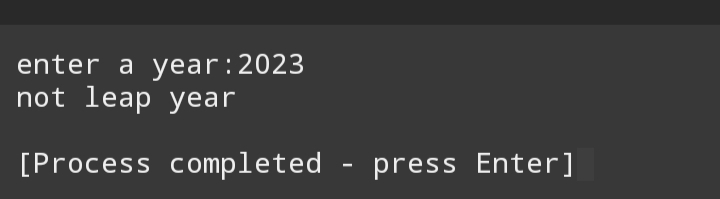 enter a year:2023
not leap year
[Process completed - press Enter]